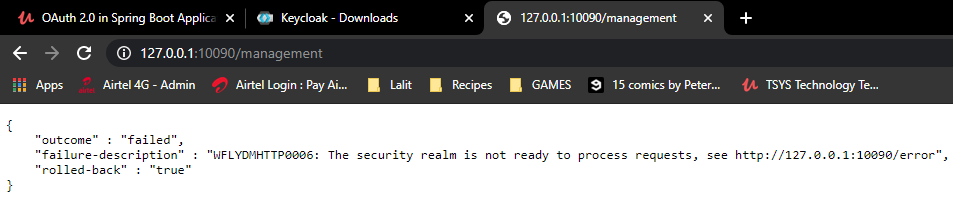 OAuth 2.0 in Spring Boot Applica
Keycloak - Downloads
127.0.0.1:10090/management
127.0.0.1:10090/management
Apps
Airtel 4G - Admin
Airtel Login : Pay Ai...
Lalit
Recipes
GAMES
15 comics by Peter...
TSYS Technology Te...
{
"outcome" : "failed",
"failure-description" : "WFLYDMHTTP0006: The security realm is not ready to process requests, see http://127.0.0.1:10090/error",
"rolled-back" : "true"
}